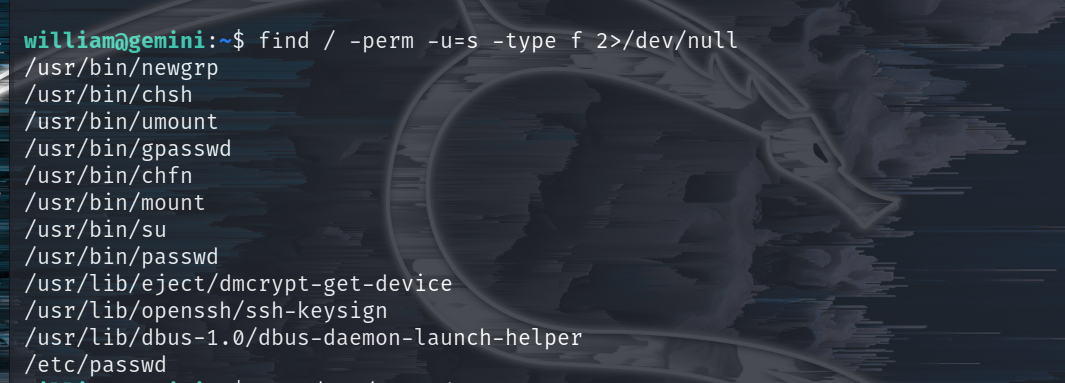 william@gemini:~$ find / -perm -u=s -type f 2>/dev/null
/usr/bin/newgrp
/usr/bin/chsh
/usr/bin/umount
/usr/bin/gpasswd
/usr/bin/chfn
/usr/bin/mount
/usr/bin/su
/usr/bin/passwd
/usr/lib/eject/dmcrypt-get-device
/usr/lib/openssh/ssh-keysign
/usr/lib/dbus-1.0/dbus-daemon-launch-helper
/etc/passwd